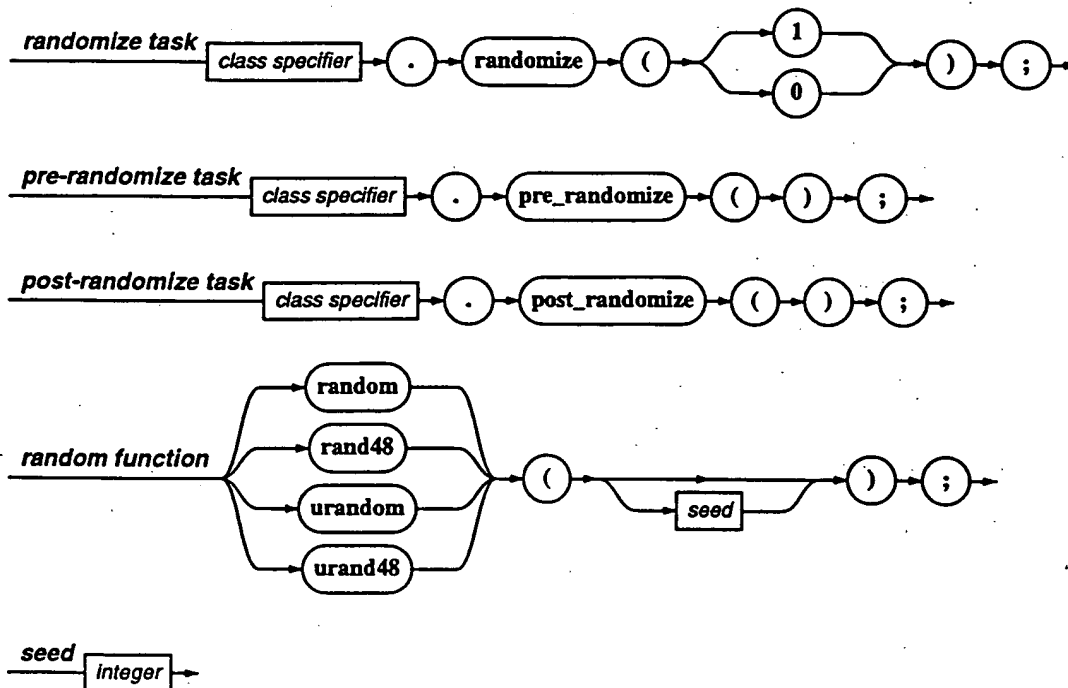 randomize task class specifier . randomize ( 1 0 ) ;
pre-randomize task class specifier . pre_randomize ( ) ;
post-randomize task class specifier . post_randomize ( ) ;
random
rand48
random function ( seed ) ;
urandom
urand48
seed integer